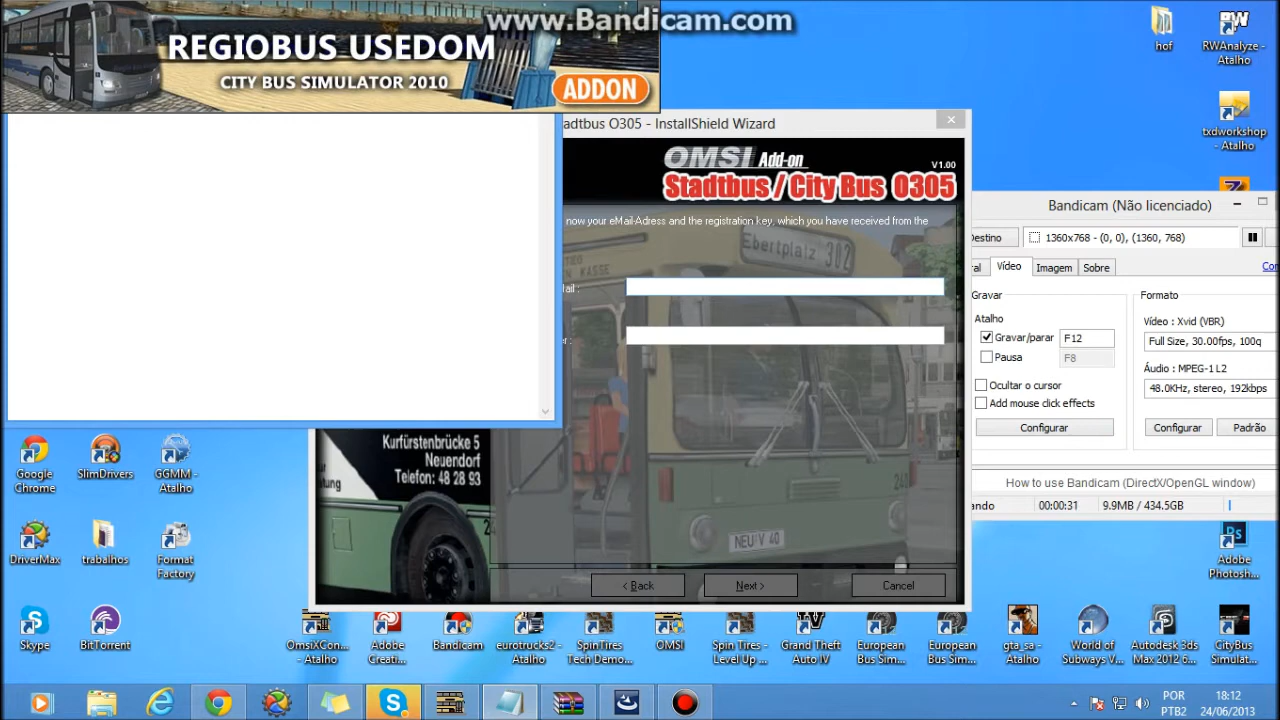 www.Bandicam.com
REGIOBUS USEDOM
CITY BUS SIMULATOR 2010
ADDON
hof
RWAnalyze -
Atalho
txdworkshop
- Atalho
adtbus O305 - InstallShield Wizard
OMSI Add-on
V1.00
Stadtbus / City Bus O305
now your eMail-Adress and the registration key, which you have received from the
Ebertplatz 302
KASSE
ail :
er :
Bandicam (Não licenciado)
Destino
1360x768 - (0, 0), (1360, 768)
al
Vídeo
Imagem
Sobre
Gravar
Formato
Atalho
Gravar/parar
F12
Pausa
F8
Ocultar o cursor
Add mouse click effects
Configurar
Vídeo : Xvid (VBR)
Full Size, 30.00fps, 100q
Áudio : MPEG-1 L2
48.0KHz, stereo, 192kbps
Configurar
Padrão
How to use Bandicam (DirectX/OpenGL window)
ando
00:00:31
9.9MB / 434.5GB
Kurfürstenbrücke 5
Neuendorf
Telefon: 48 28 93
NEU V 40
< Back
Next >
Cancel
Google
Chrome
SlimDrivers
GGMM -
Atalho
DriverMax
trabalhos
Format
Factory
Adobe
Photosh...
Skype
BitTorrent
OmsiXCon...
- Atalho
Adobe
Creati...
Bandicam
eurotrucks2 -
Atalho
SpinTires
Tech Demo...
OMSI
Spin Tires -
Level Up ...
Grand Theft
Auto IV
European
Bus Sim...
European
Bus Sim...
gta_sa -
Atalho
World of
Subways V...
Autodesk 3ds
Max 2012 6...
CityBus
Simulat...
POR
PTB2
18:12
24/06/2013